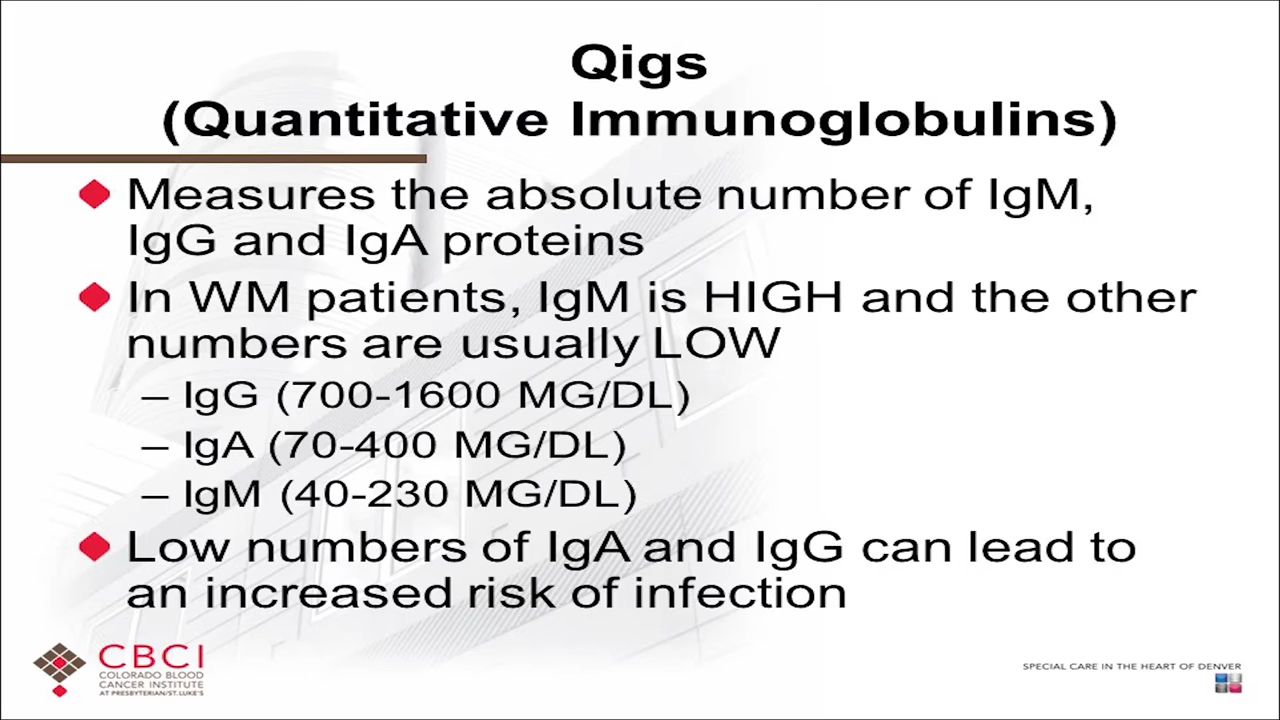 Qigs
(Quantitative Immunoglobulins)
Measures the absolute number of IgM,
IgG and IgA proteins
In WM patients, IgM is HIGH and the other
numbers are usually LOW
– IgG (700-1600 MG/DL)
– IgA (70-400 MG/DL)
– IgM (40-230 MG/DL)
Low numbers of IgA and IgG can lead to
an increased risk of infection
CBCI
COLORADO BLOOD
CANCER INSTITUTE
AT PRESBYTERIAN/ST. LUKE'S
SPECIAL CARE IN THE HEART OF DENVER